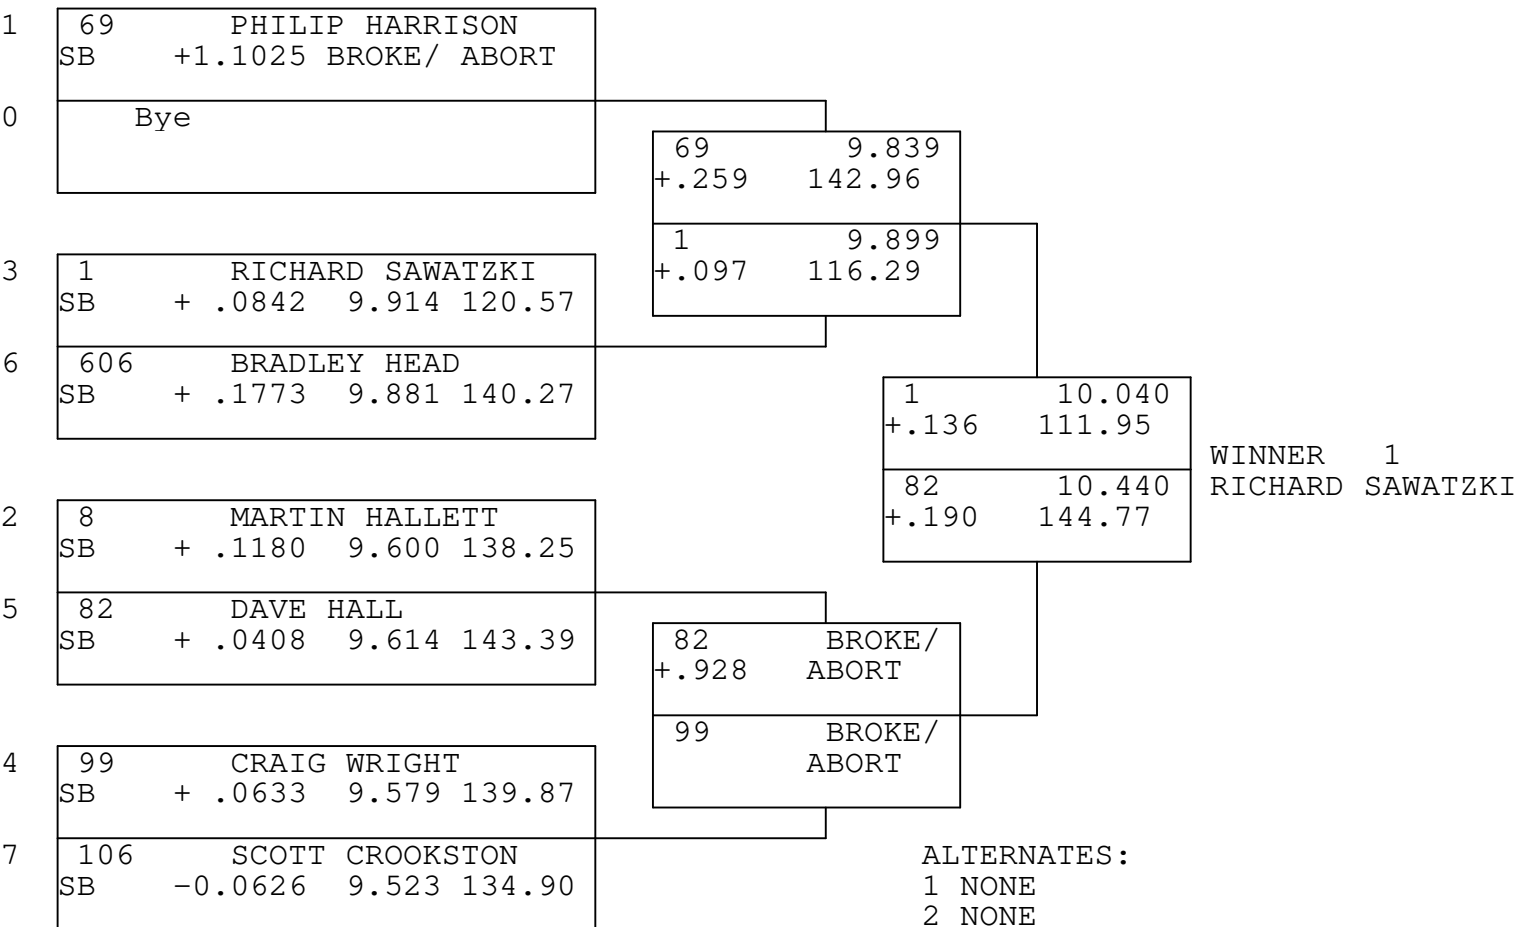 1 69 PHILIP HARRISON
SB +1.1025 BROKE/ ABORT
0 Bye
69 9.839
+.259 142.96
1 9.899
+.097 116.29
3 1 RICHARD SAWATZKI
SB + .0842 9.914 120.57
6 606 BRADLEY HEAD
SB + .1773 9.881 140.27
1 10.040
+.136 111.95
82 10.440
+.190 144.77
WINNER 1
RICHARD SAWATZKI
2 8 MARTIN HALLETT
SB + .1180 9.600 138.25
5 82 DAVE HALL
SB + .0408 9.614 143.39
82 BROKE/
+.928 ABORT
99 BROKE/
ABORT
4 99 CRAIG WRIGHT
SB + .0633 9.579 139.87
7 106 SCOTT CROOKSTON
SB -0.0626 9.523 134.90
ALTERNATES:
1 NONE
2 NONE